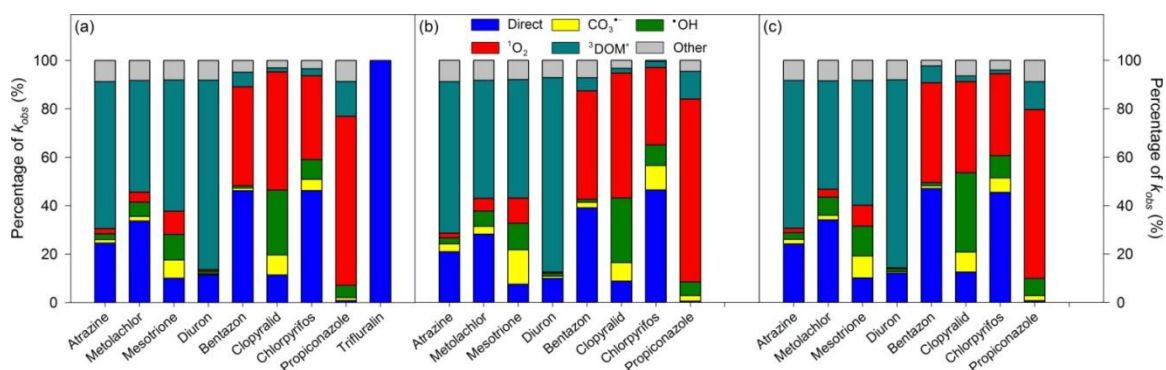 (a)
(b)
(c)
Direct
CO₃•⁻
•OH
¹O₂
³DOM*
Other
Percentage of kobs (%)
100
80
60
40
20
0
Atrazine
Metolachlor
Mesotrione
Diuron
Bentazon
Clopyralid
Chlorpyrifos
Propiconazole
Trifluralin
Atrazine
Metolachlor
Mesotrione
Diuron
Bentazon
Clopyralid
Chlorpyrifos
Propiconazole
Atrazine
Metolachlor
Mesotrione
Diuron
Bentazon
Clopyralid
Chlorpyrifos
Propiconazole
100
80
60
40
20
0
Percentage of kobs (%)